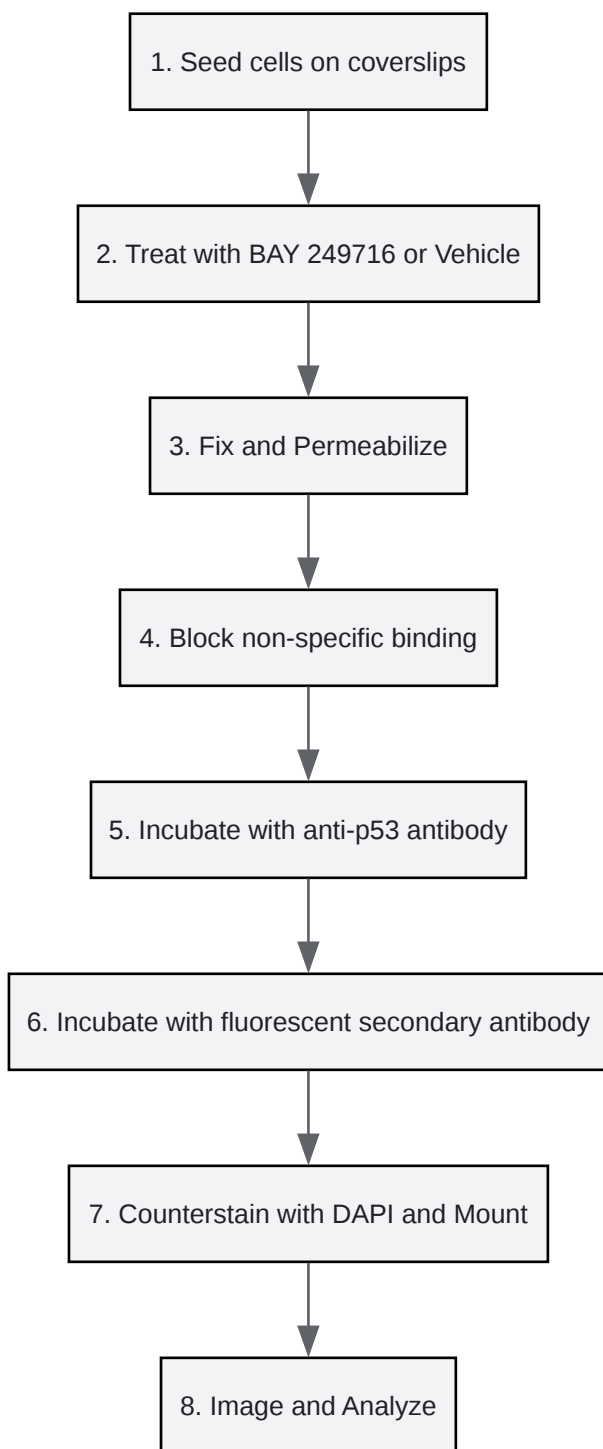 1. Seed cells on coverslips
2. Treat with BAY 249716 or Vehicle
3. Fix and Permeabilize
4. Block non-specific binding
5. Incubate with anti-p53 antibody
6. Incubate with fluorescent secondary antibody
7. Counterstain with DAPI and Mount
8. Image and Analyze